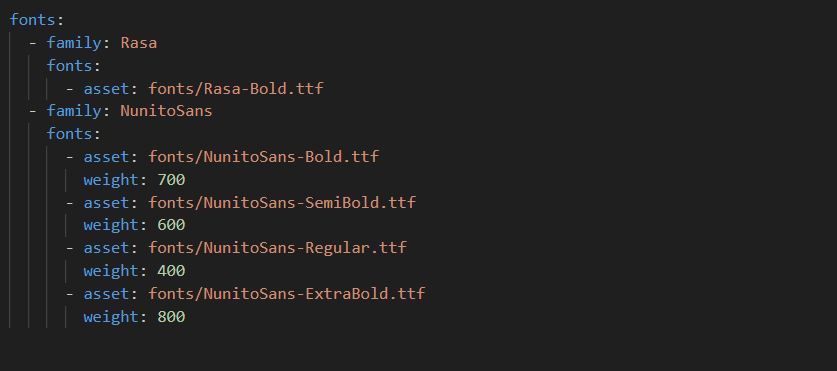 fonts:
  - family: Rasa
    fonts:
      - asset: fonts/Rasa-Bold.ttf
  - family: NunitoSans
    fonts:
      - asset: fonts/NunitoSans-Bold.ttf
        weight: 700
      - asset: fonts/NunitoSans-SemiBold.ttf
        weight: 600
      - asset: fonts/NunitoSans-Regular.ttf
        weight: 400
      - asset: fonts/NunitoSans-ExtraBold.ttf
        weight: 800